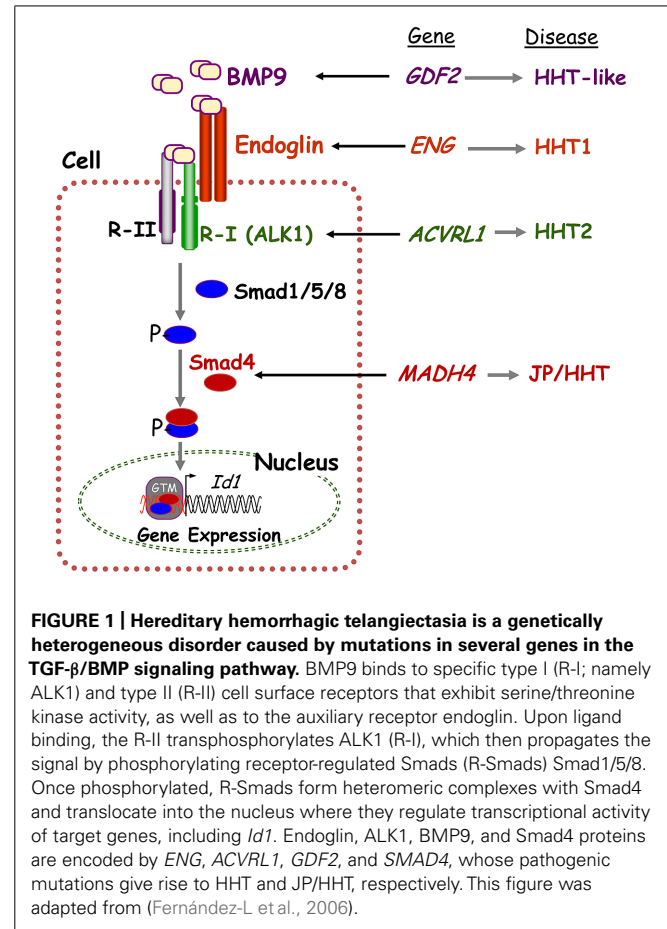 Gene Disease
BMP9 GDF2 HHT-like
Endoglin ENG HHT1
Cell
R-II R-I (ALK1) ACVRL1 HHT2
Smad1/5/8
P
Smad4 MADH4 JP/HHT
P
Nucleus
GTM Id1
Gene Expression
FIGURE 1 | Hereditary hemorrhagic telangiectasia is a genetically
heterogeneous disorder caused by mutations in several genes in the
TGF-β/BMP signaling pathway. BMP9 binds to specific type I (R-I; namely
ALK1) and type II (R-II) cell surface receptors that exhibit serine/threonine
kinase activity, as well as to the auxiliary receptor endoglin. Upon ligand
binding, the R-II transphosphorylates ALK1 (R-I), which then propagates the
signal by phosphorylating receptor-regulated Smads (R-Smads) Smad1/5/8.
Once phosphorylated, R-Smads form heteromeric complexes with Smad4
and translocate into the nucleus where they regulate transcriptional activity
of target genes, including Id1. Endoglin, ALK1, BMP9, and Smad4 proteins
are encoded by ENG, ACVRL1, GDF2, and SMAD4, whose pathogenic
mutations give rise to HHT and JP/HHT, respectively. This figure was
adapted from (Fernández-L et al., 2006).